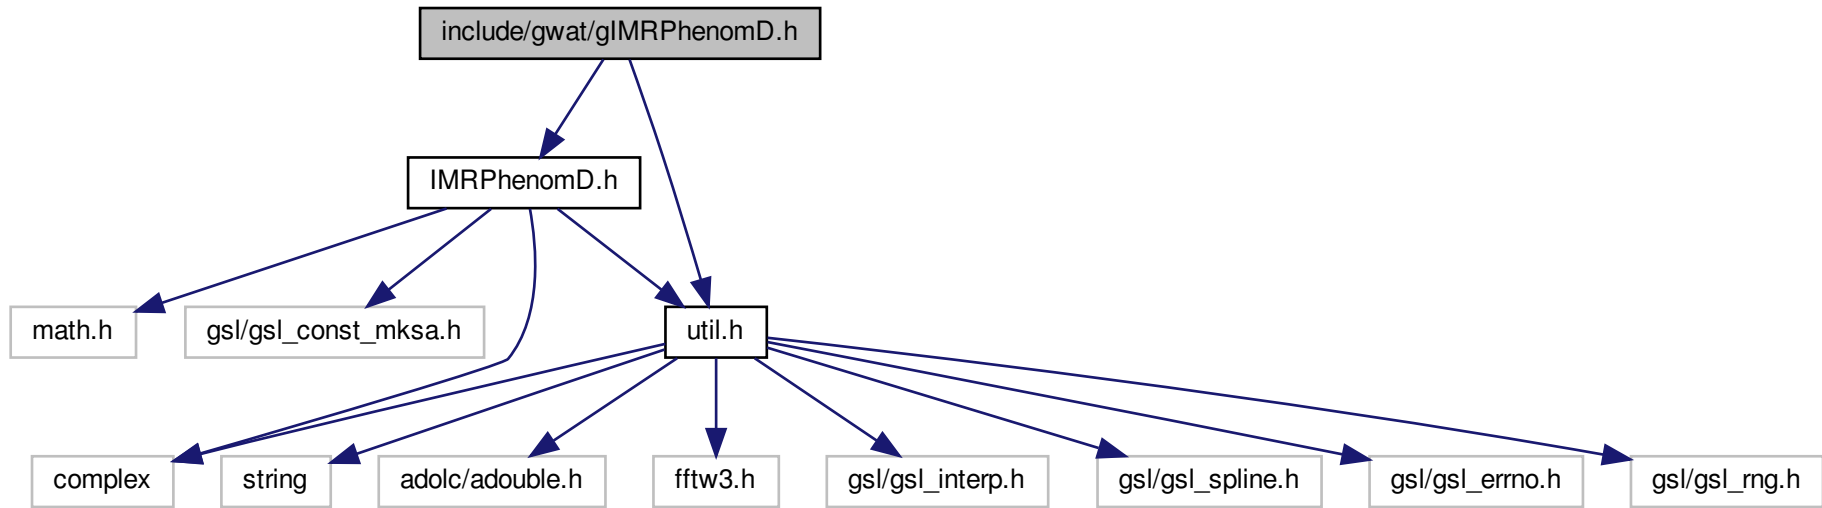 include/gwat/gIMRPhenomD.h
IMRPhenomD.h
math.h
gsl/gsl_const_mksa.h
util.h
complex
string
adolc/adouble.h
fftw3.h
gsl/gsl_interp.h
gsl/gsl_spline.h
gsl/gsl_errno.h
gsl/gsl_rng.h